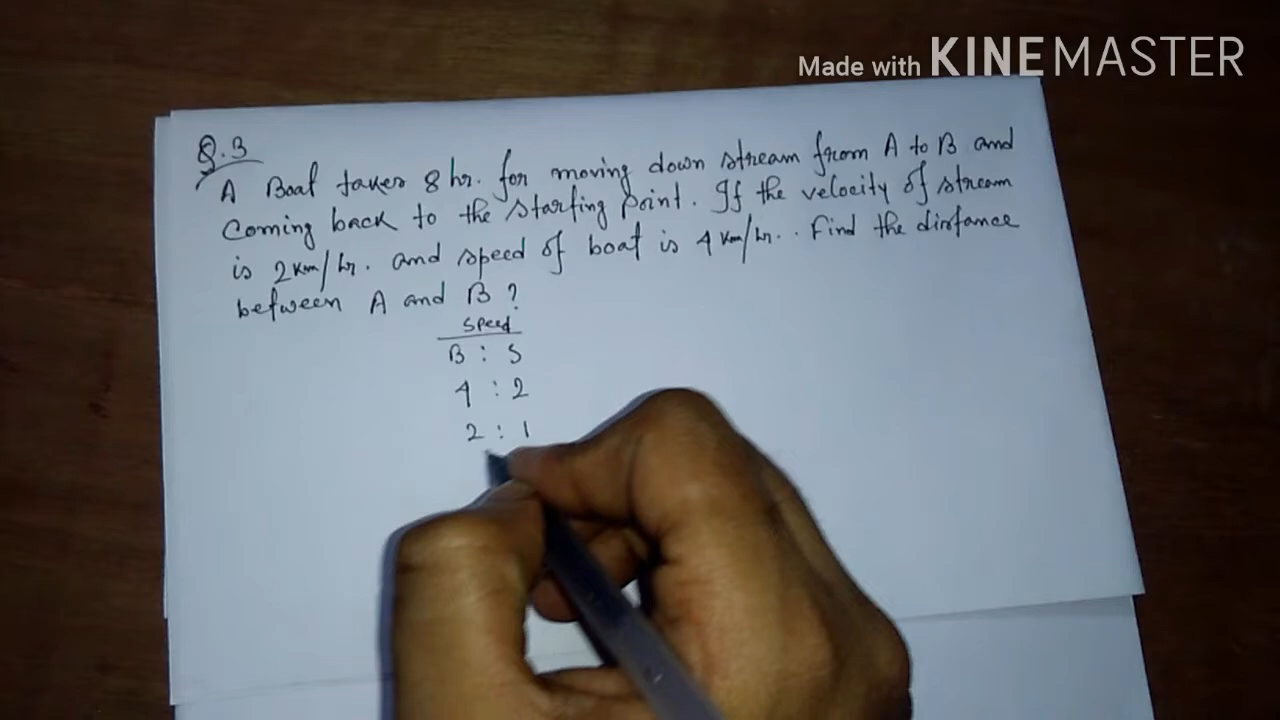 Made with KINEMASTER
Q.3
A Boat takes 8 hr. for moving down stream from A to B and
Coming back to the starting point. If the velocity of stream
is 2 km/hr. and speed of boat is 4 km/hr. . Find the distance
between A and B ?
speed
B : S
4 : 2
2 : 1